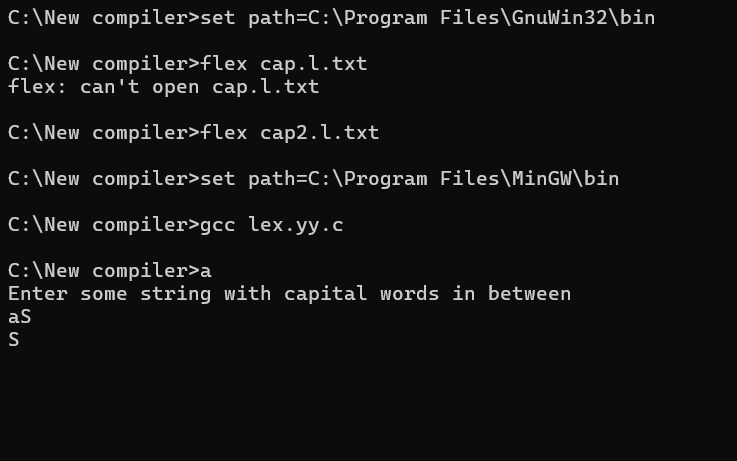 C:\New compiler>set path=C:\Program Files\GnuWin32\bin
C:\New compiler>flex cap.l.txt
flex: can't open cap.l.txt
C:\New compiler>flex cap2.l.txt
C:\New compiler>set path=C:\Program Files\MinGW\bin
C:\New compiler>gcc lex.yy.c
C:\New compiler>a
Enter some string with capital words in between
aS
S